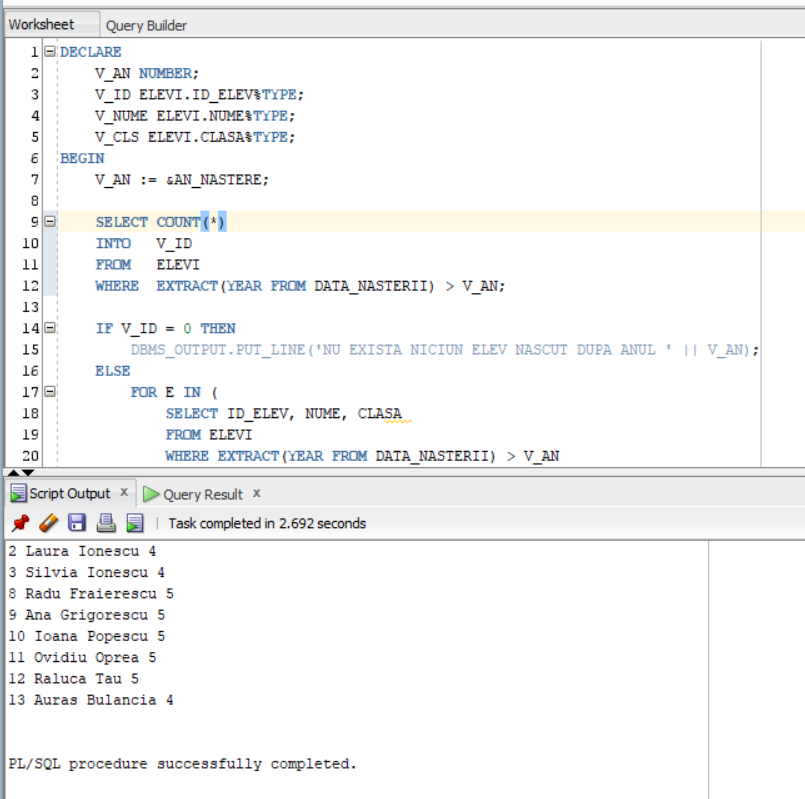 Worksheet Query Builder
1 DECLARE
2 V_AN NUMBER;
3 V_ID ELEVI.ID_ELEV%TYPE;
4 V_NUME ELEVI.NUME%TYPE;
5 V_CLS ELEVI.CLASA%TYPE;
6 BEGIN
7 V_AN := &AN_NASTERE;
8
9 SELECT COUNT(*)
10 INTO V_ID
11 FROM ELEVI
12 WHERE EXTRACT(YEAR FROM DATA_NASTERII) > V_AN;
13
14 IF V_ID = 0 THEN
15 DBMS_OUTPUT.PUT_LINE('NU EXISTA NICIUN ELEV NASCUT DUPA ANUL ' || V_AN);
16 ELSE
17 FOR E IN (
18 SELECT ID_ELEV, NUME, CLASA
19 FROM ELEVI
20 WHERE EXTRACT(YEAR FROM DATA_NASTERII) > V_AN
Script Output x Query Result x
Task completed in 2.692 seconds
2 Laura Ionescu 4
3 Silvia Ionescu 4
8 Radu Fraierescu 5
9 Ana Grigorescu 5
10 Ioana Popescu 5
11 Ovidiu Oprea 5
12 Raluca Tau 5
13 Auras Bulancia 4
PL/SQL procedure successfully completed.